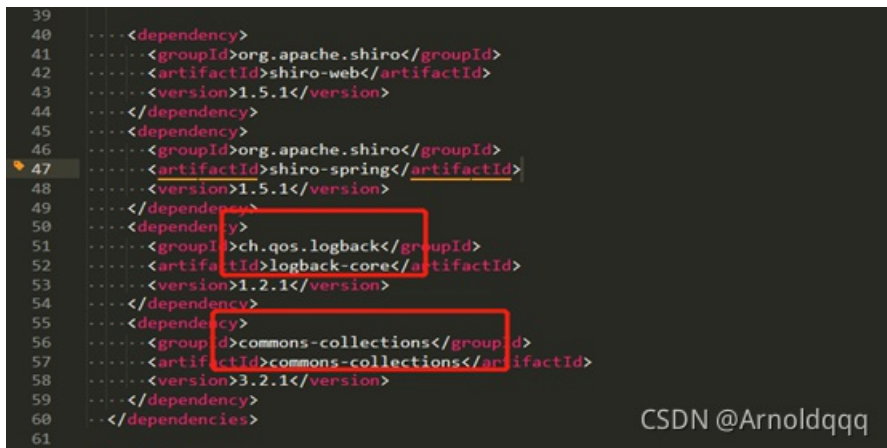 39
40 ····<dependency>
41 ······<groupId>org.apache.shiro</groupId>
42 ······<artifactId>shiro-web</artifactId>
43 ······<version>1.5.1</version>
44 ····</dependency>
45 ····<dependency>
46 ······<groupId>org.apache.shiro</groupId>
47 ······<artifactId>shiro-spring</artifactId>
48 ······<version>1.5.1</version>
49 ····</dependency>
50 ····<dependency>
51 ······<groupId>ch.qos.logback</groupId>
52 ······<artifactId>logback-core</artifactId>
53 ······<version>1.2.1</version>
54 ····</dependency>
55 ····<dependency>
56 ······<groupId>commons-collections</groupId>
57 ······<artifactId>commons-collections</artifactId>
58 ······<version>3.2.1</version>
59 ····</dependency>
60 ··</dependencies>
61
CSDN @Arnoldqqq